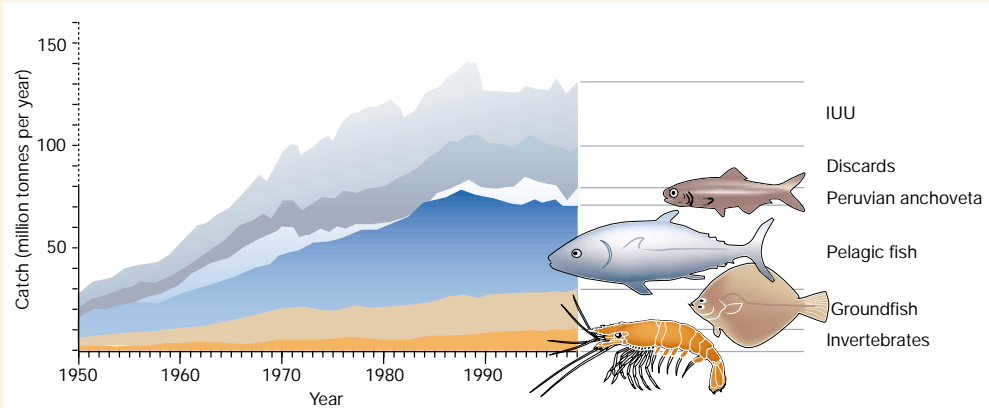 Catch (million tonnes per year)
150
100
50
1950
1960
1970
1980
1990
Year
IUU
Discards
Peruvian anchoveta
Pelagic fish
Groundfish
Invertebrates